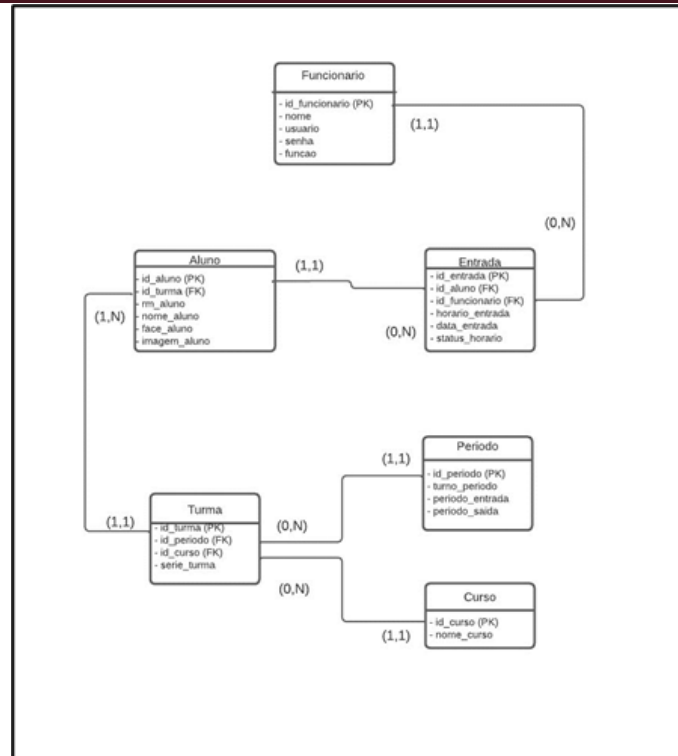 Funcionario
- id_funcionario (PK)
- nome
- usuario
- senha
- funcao
(1,1)
(0,N)
Aluno
- id_aluno (PK)
- id_turma (FK)
- rm_aluno
- nome_aluno
- face_aluno
- imagem_aluno
(1,1)
(1,N)
Entrada
- id_entrada (PK)
- id_aluno (FK)
- id_funcionario (FK)
- horario_entrada
- data_entrada
- status_horario
(0,N)
Periodo
- id_periodo (PK)
- turno_periodo
- periodo_entrada
- periodo_saida
(1,1)
Turma
- id_turma (PK)
- id_periodo (FK)
- id_curso (FK)
- serie_turma
(1,1)
(0,N)
(0,N)
Curso
- id_curso (PK)
- nome_curso
(1,1)